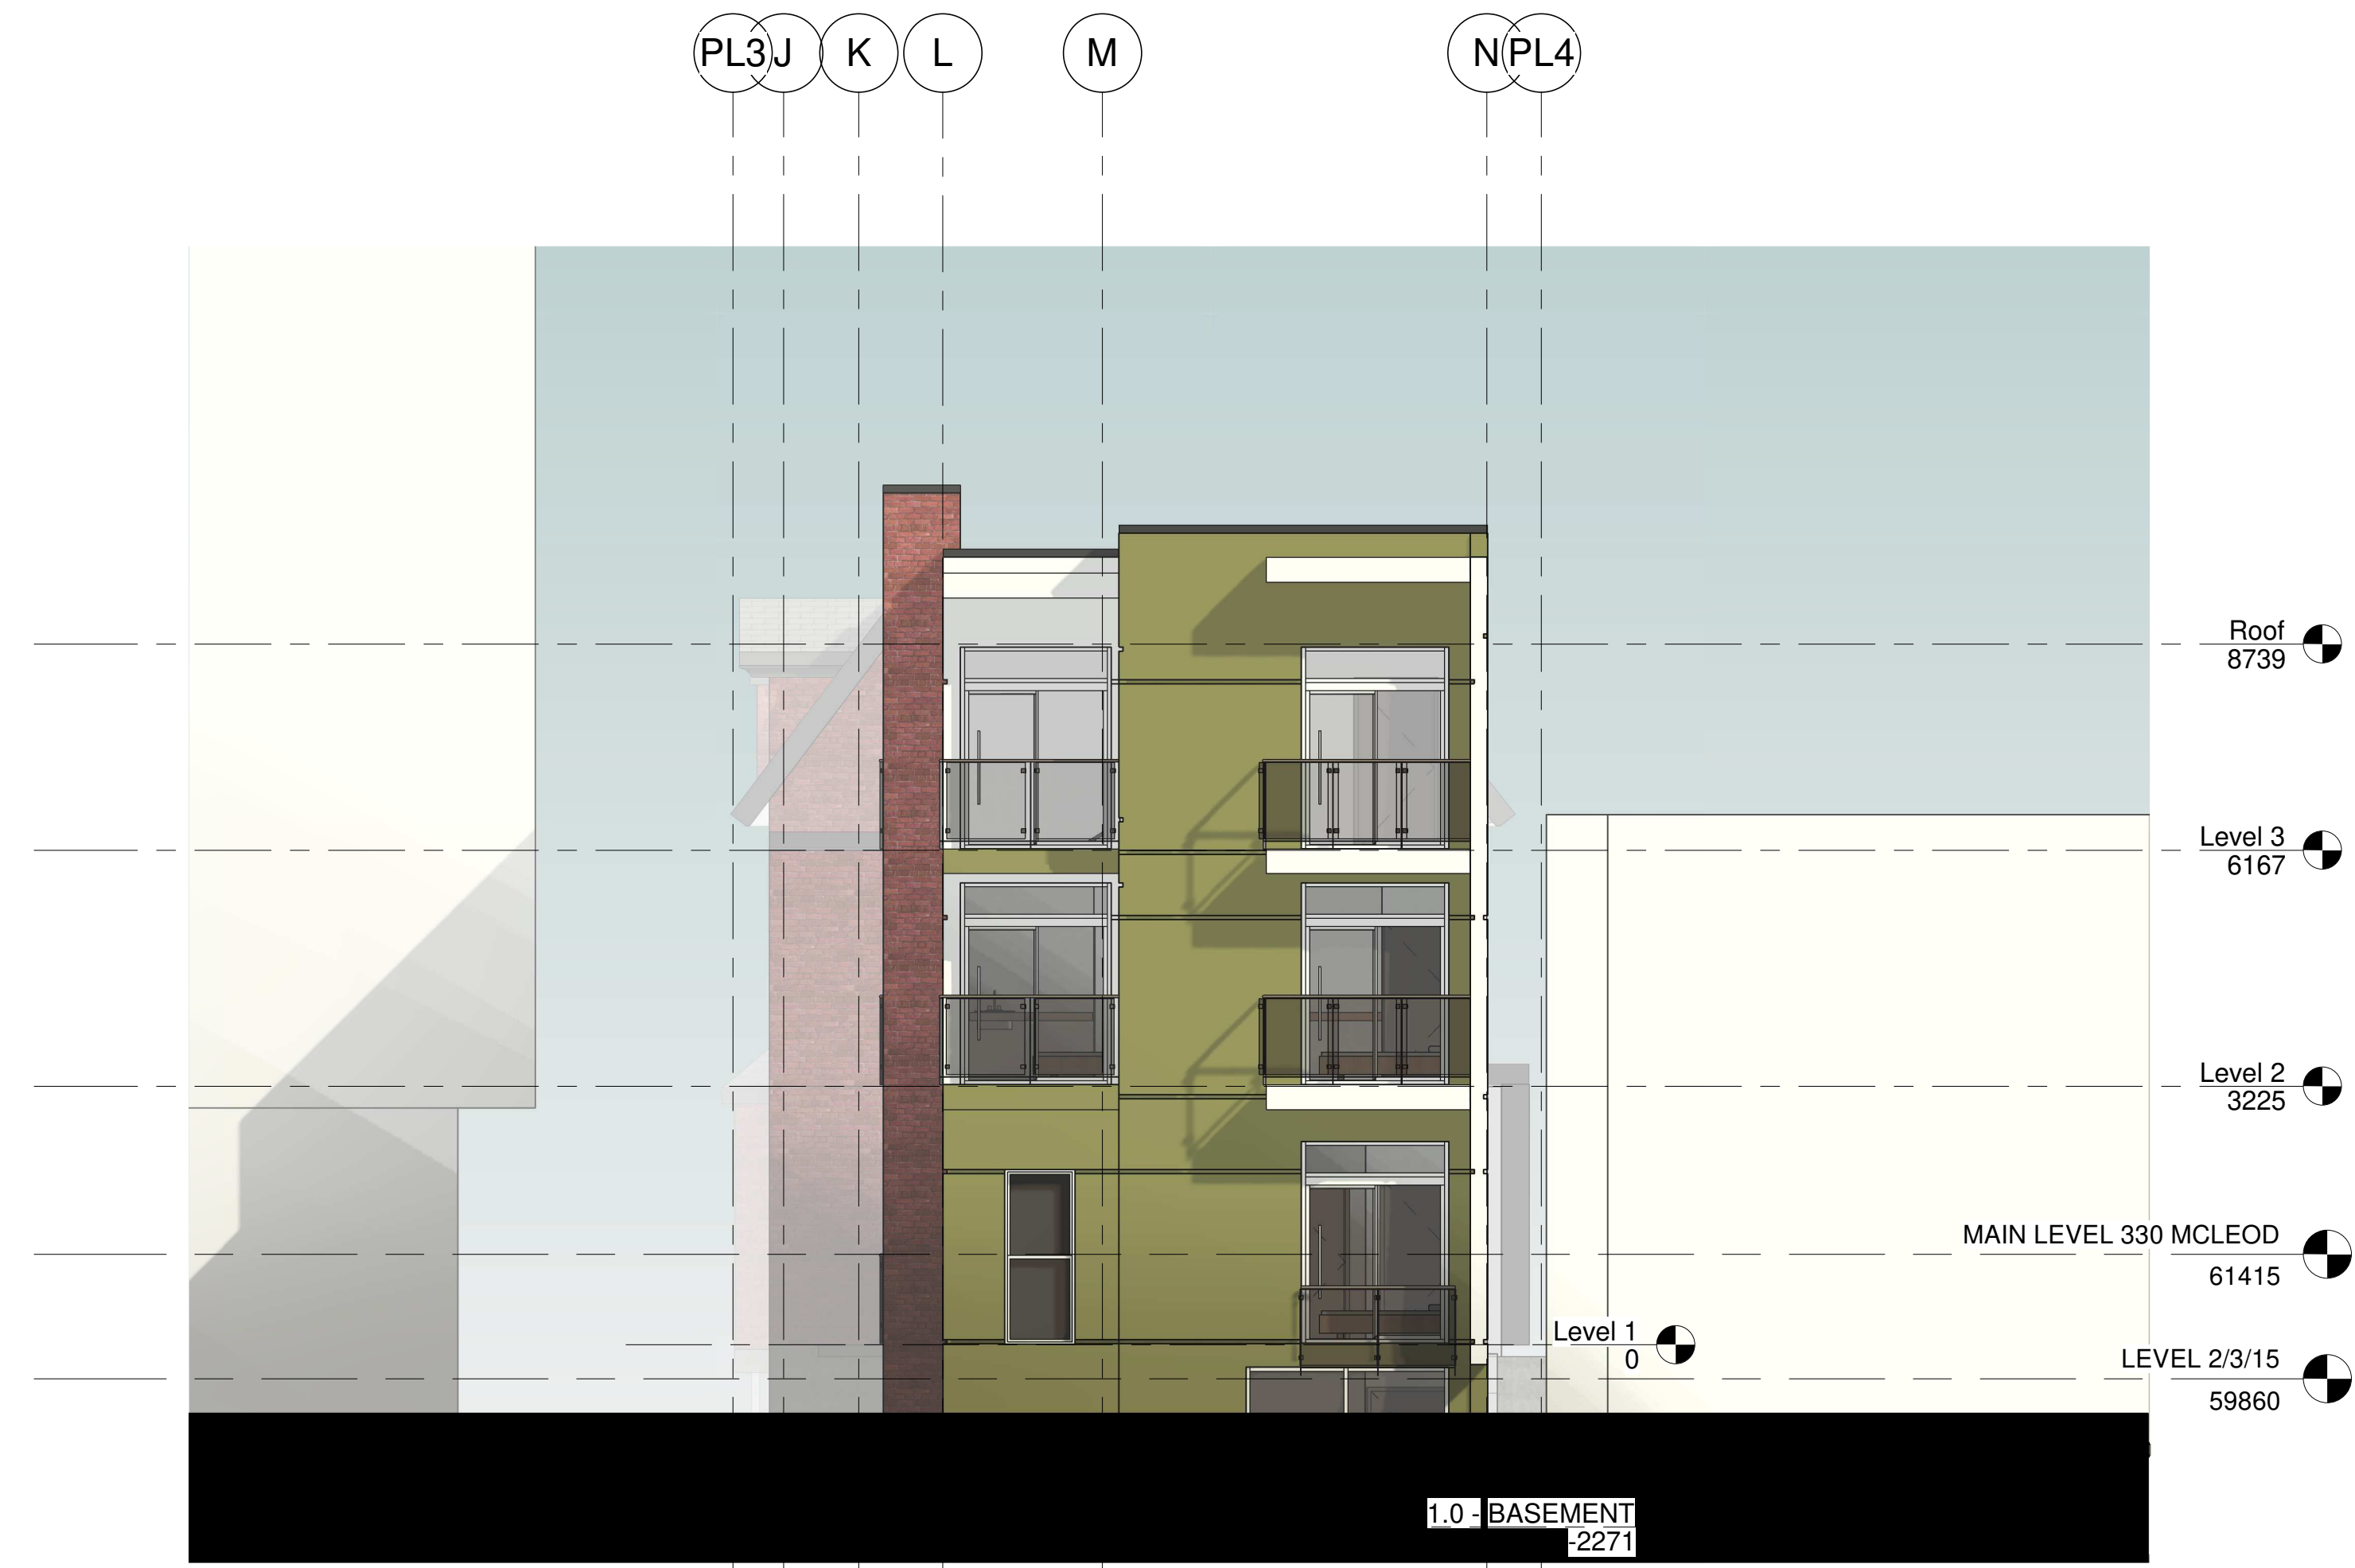 PL3 J K L M N PL4
Roof
8739
Level 3
6167
Level 2
3225
MAIN LEVEL 330 MCLEOD
61415
Level 1
0
LEVEL 2/3/15
59860
1.0 - BASEMENT
-2271